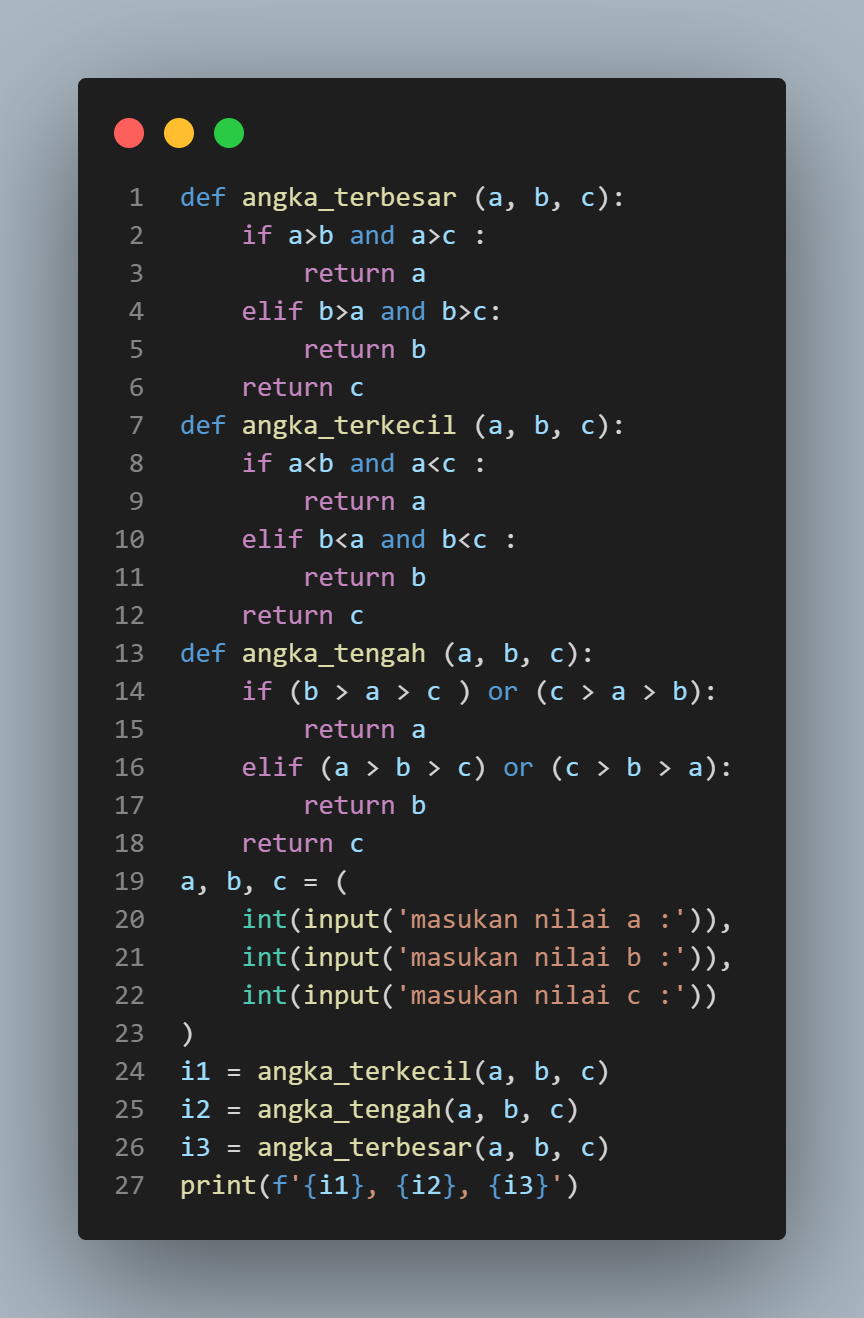 1 def angka_terbesar (a, b, c):
2     if a>b and a>c :
3         return a
4     elif b>a and b>c:
5         return b
6     return c
7 def angka_terkecil (a, b, c):
8     if a<b and a<c :
9         return a
10     elif b<a and b<c :
11         return b
12     return c
13 def angka_tengah (a, b, c):
14     if (b > a > c ) or (c > a > b):
15         return a
16     elif (a > b > c) or (c > b > a):
17         return b
18     return c
19 a, b, c = (
20     int(input('masukan nilai a :')),
21     int(input('masukan nilai b :')),
22     int(input('masukan nilai c :'))
23 )
24 i1 = angka_terkecil(a, b, c)
25 i2 = angka_tengah(a, b, c)
26 i3 = angka_terbesar(a, b, c)
27 print(f'{i1}, {i2}, {i3}')